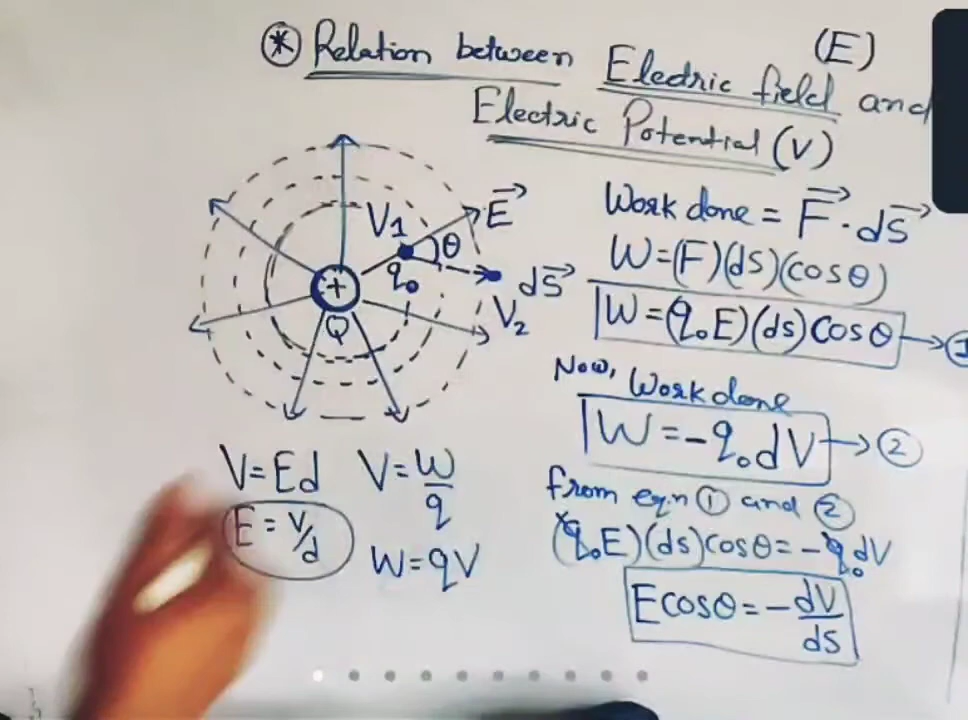 * Relation between Electric field (E) and
Electric Potential (V)
E→
V1
θ
q₀
dS→
V₂
+
Q
Work done = F→ . dS→
W=(F)(ds)(cosθ)
W=(q₀E)(ds)Cosθ → 1
Now, Work done
W=-q₀dV → 2
from eqn 1 and 2
(q₀E)(ds)cosθ=-q₀dV
Ecosθ=-dV/ds
V=Ed
E=V/d
V=W/q
W=qV